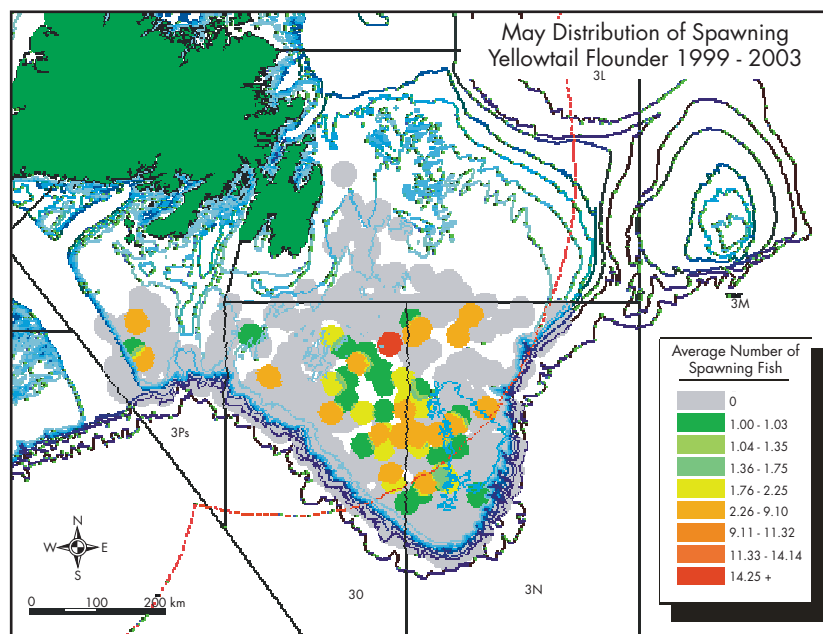 May Distribution of Spawning
Yellowtail Flounder 1999 - 2003
3L
3M
Average Number of
Spawning Fish
0
1.00 - 1.03
1.04 - 1.35
1.36 - 1.75
1.76 - 2.25
2.26 - 9.10
9.11 - 11.32
11.33 - 14.14
14.25 +
3Ps
N
W E
S
0 100 200 km
30
3N